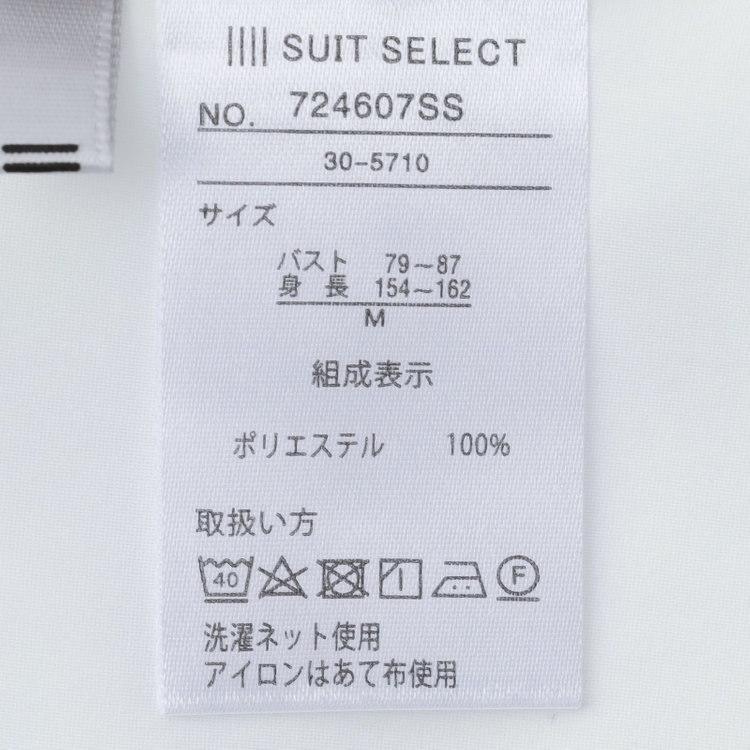 SUIT SELECT
NO. 724607SS
30-5710
サイズ
バスト 79～87
身長 154～162
M
組成表示
ポリエステル 100%
取扱い方
40 F
洗濯ネット使用
アイロンはあて布使用